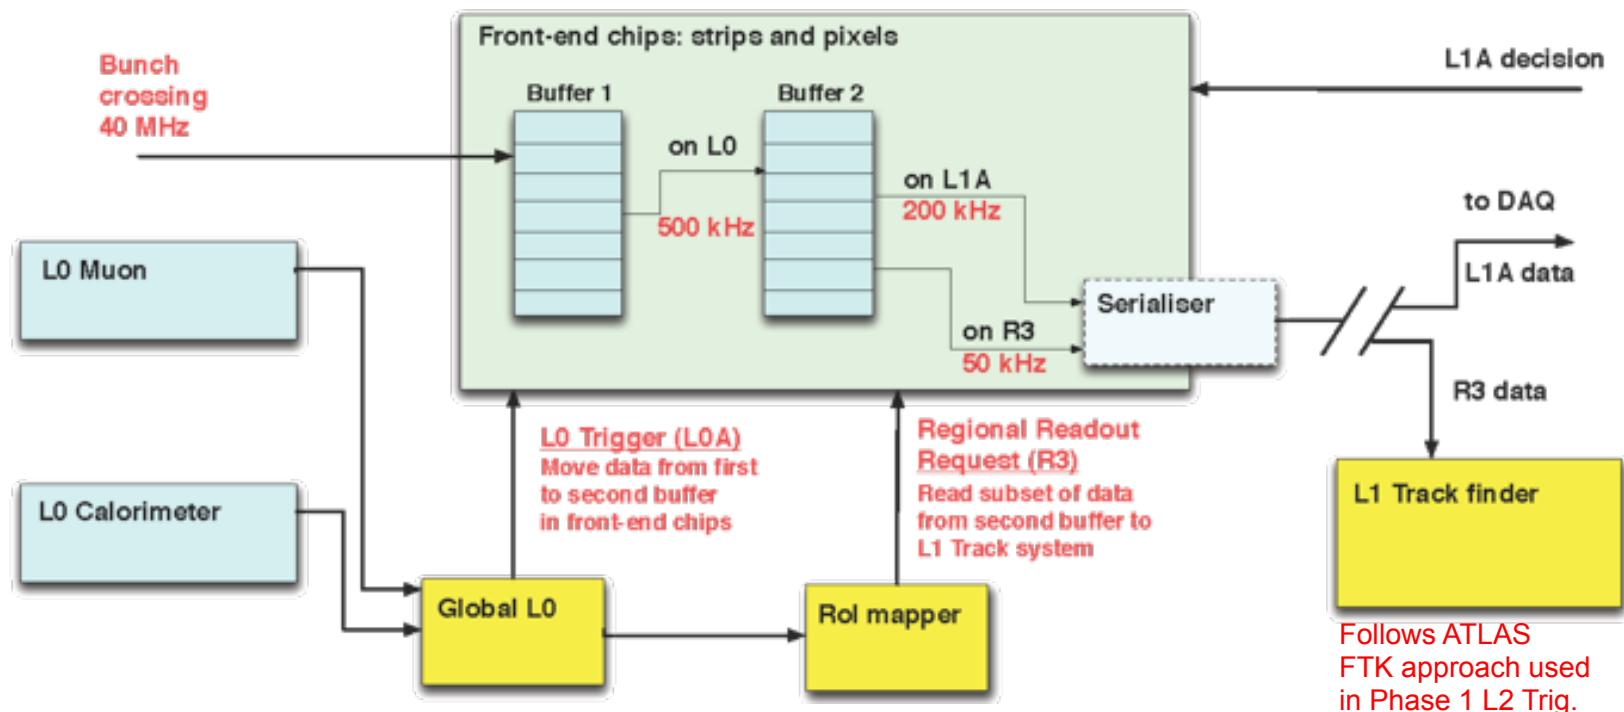 Front-end chips: strips and pixels
Bunch
crossing
40 MHz
Buffer 1
Buffer 2
L1A decision
on L0
500 kHz
on L1A
200 kHz
to DAQ
L1A data
L0 Muon
Serialiser
on R3
50 kHz
R3 data
L0 Trigger (L0A)
Move data from first
to second buffer
in front-end chips
Regional Readout
Request (R3)
Read subset of data
from second buffer to
L1 Track system
L1 Track finder
L0 Calorimeter
Global L0
RoI mapper
Follows ATLAS
FTK approach used
in Phase 1 L2 Trig.